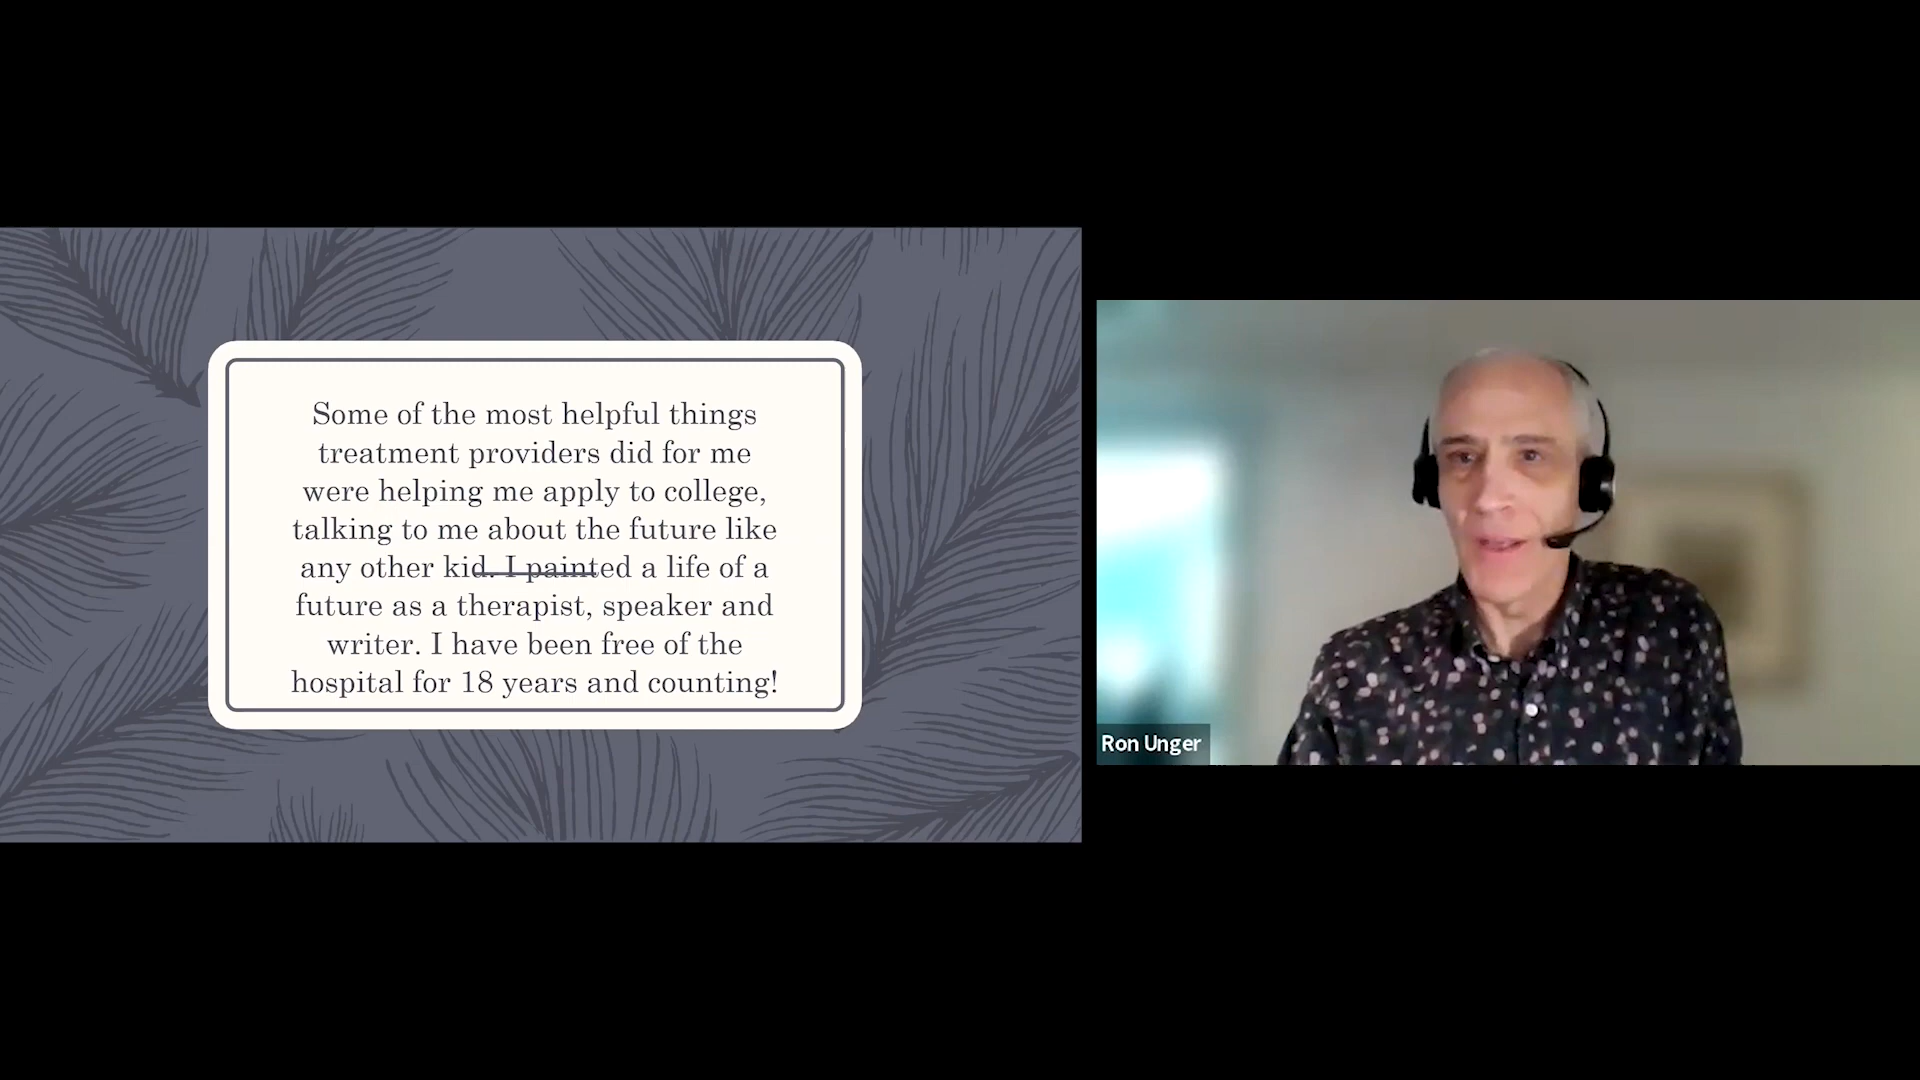 Some of the most helpful things
treatment providers did for me
were helping me apply to college,
talking to me about the future like
any other kid. I painted a life of a
future as a therapist, speaker and
writer. I have been free of the
hospital for 18 years and counting!
Ron Unger